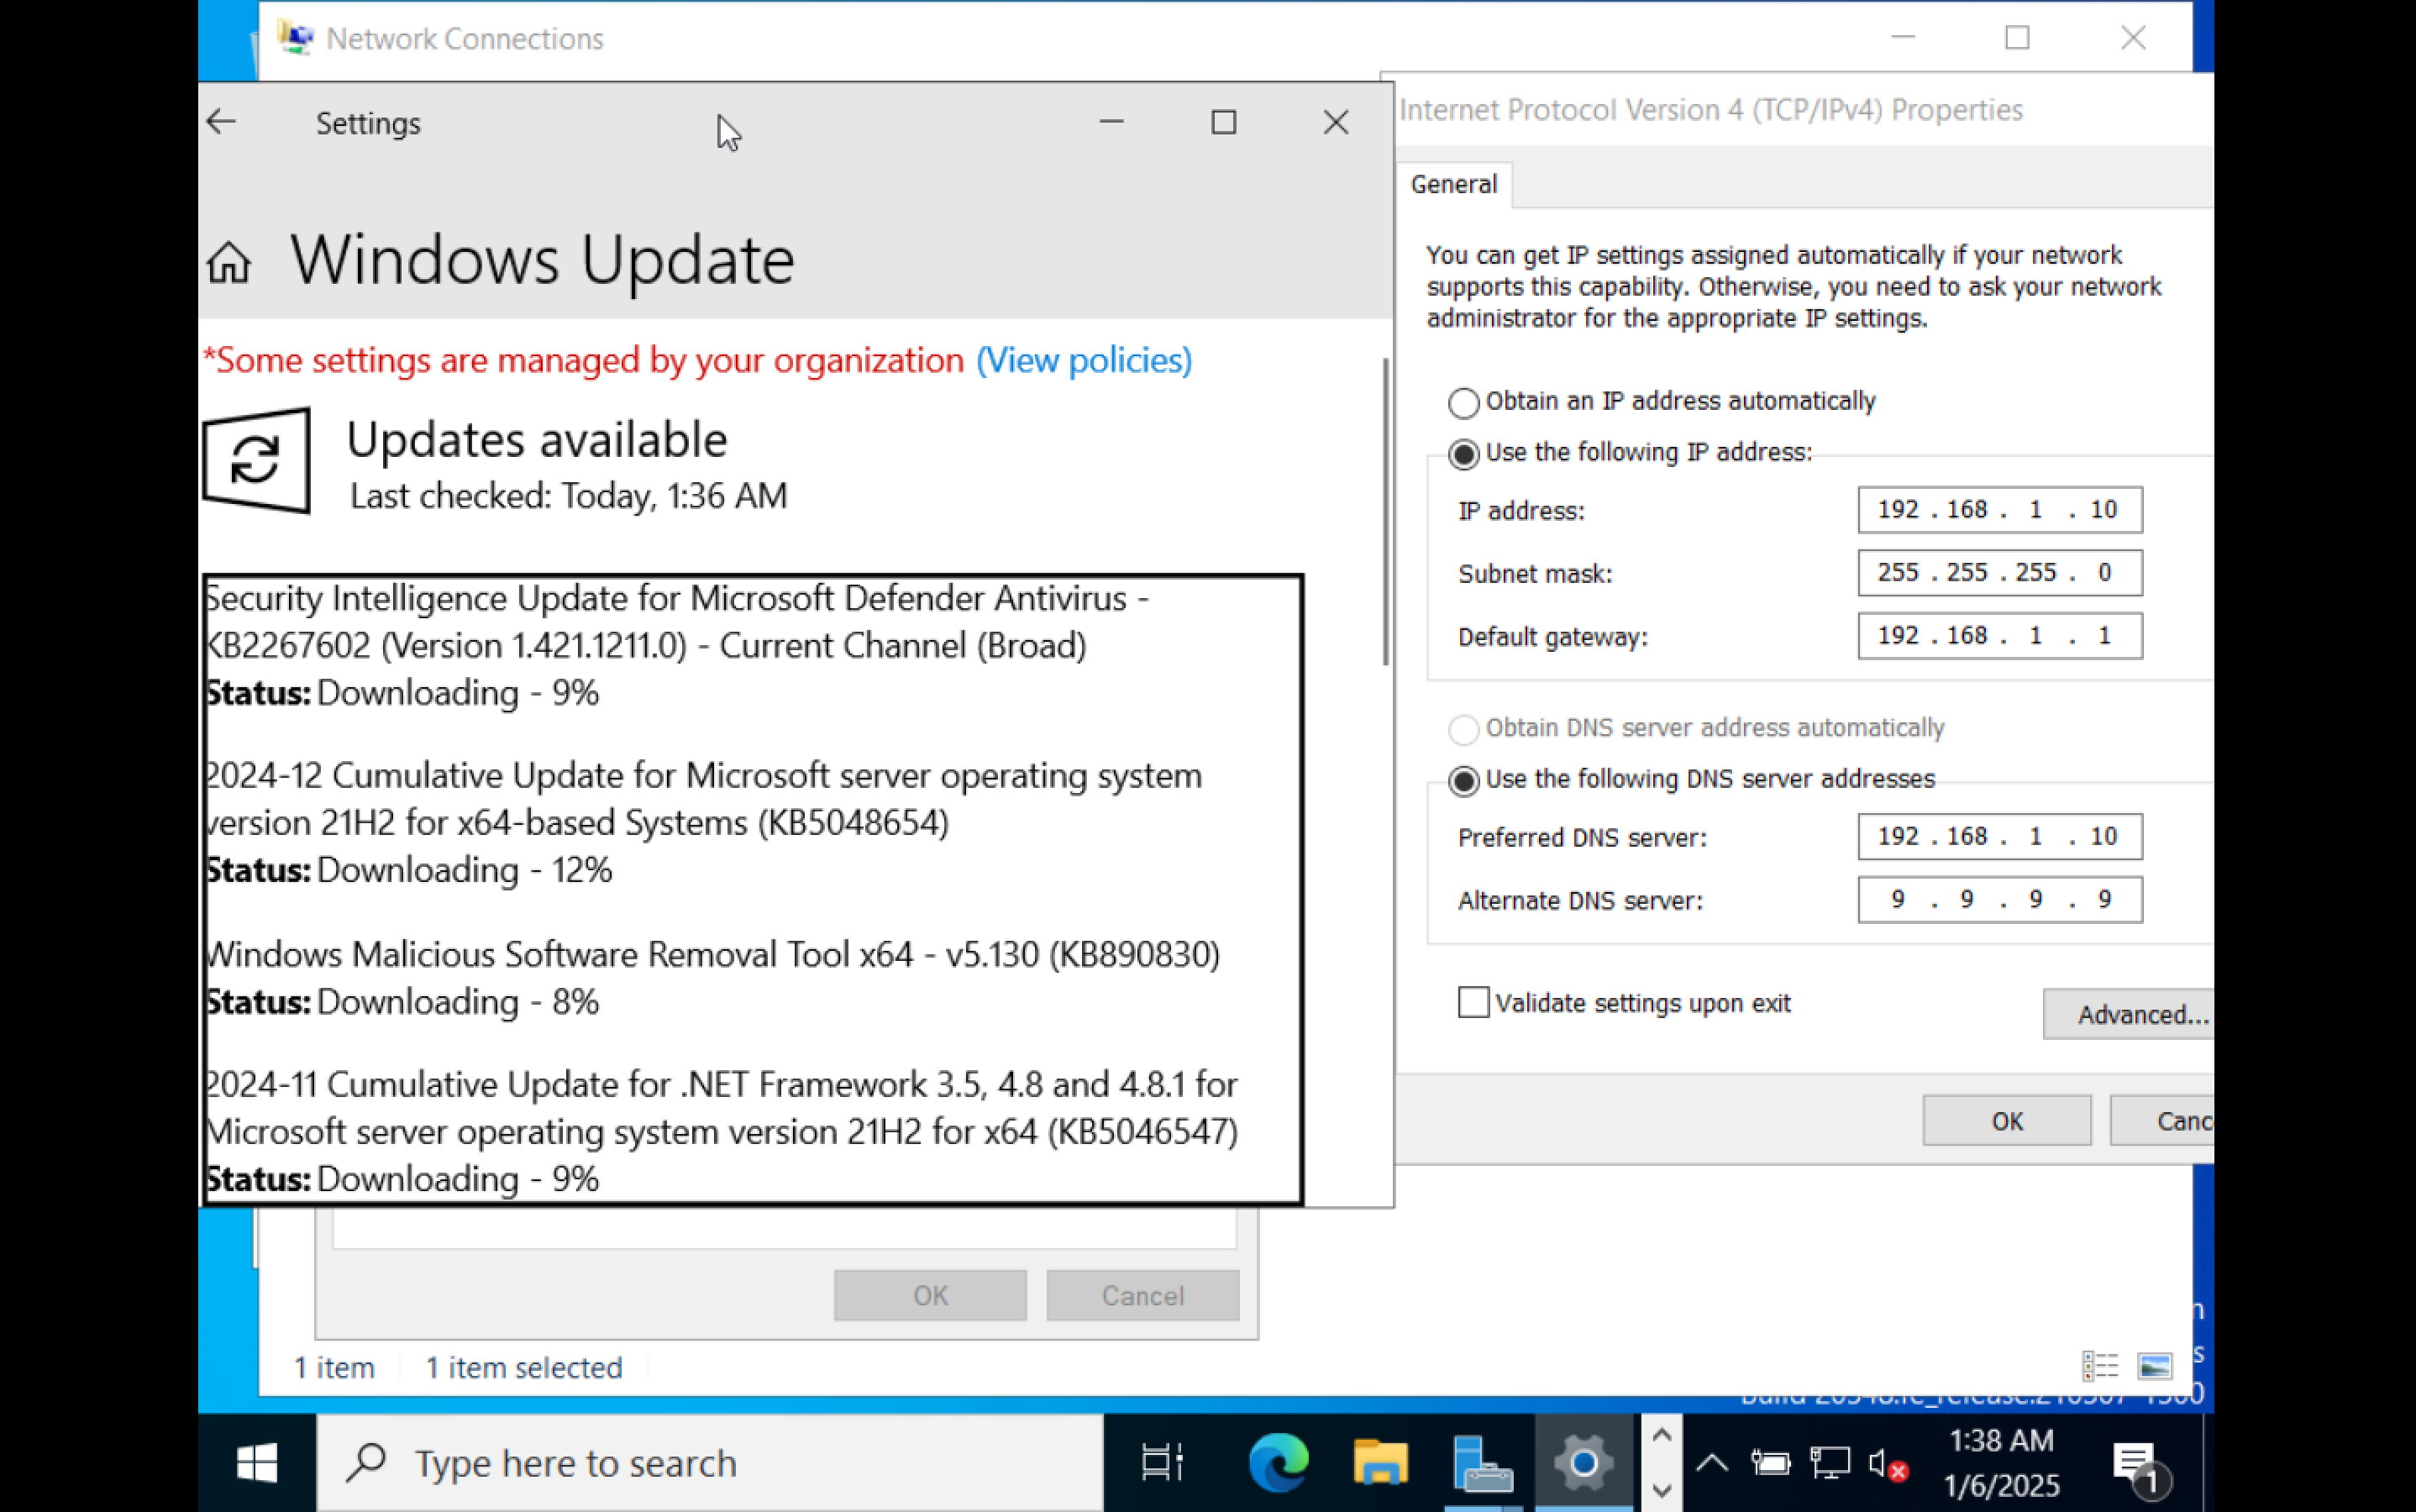 Network Connections
Settings
Windows Update
*Some settings are managed by your organization (View policies)
Updates available
Last checked: Today, 1:36 AM
Security Intelligence Update for Microsoft Defender Antivirus -
KB2267602 (Version 1.421.1211.0) - Current Channel (Broad)
Status: Downloading - 9%
2024-12 Cumulative Update for Microsoft server operating system
version 21H2 for x64-based Systems (KB5048654)
Status: Downloading - 12%
Windows Malicious Software Removal Tool x64 - v5.130 (KB890830)
Status: Downloading - 8%
2024-11 Cumulative Update for .NET Framework 3.5, 4.8 and 4.8.1 for
Microsoft server operating system version 21H2 for x64 (KB5046547)
Status: Downloading - 9%
Internet Protocol Version 4 (TCP/IPv4) Properties
General
You can get IP settings assigned automatically if your network
supports this capability. Otherwise, you need to ask your network
administrator for the appropriate IP settings.
Obtain an IP address automatically
Use the following IP address:
IP address: 192 . 168 . 1 . 10
Subnet mask: 255 . 255 . 255 . 0
Default gateway: 192 . 168 . 1 . 1
Obtain DNS server address automatically
Use the following DNS server addresses
Preferred DNS server: 192 . 168 . 1 . 10
Alternate DNS server: 9 . 9 . 9 . 9
Validate settings upon exit
Advanced...
OK Canc
OK Cancel
1 item 1 item selected
Type here to search
1:38 AM
1/6/2025
1